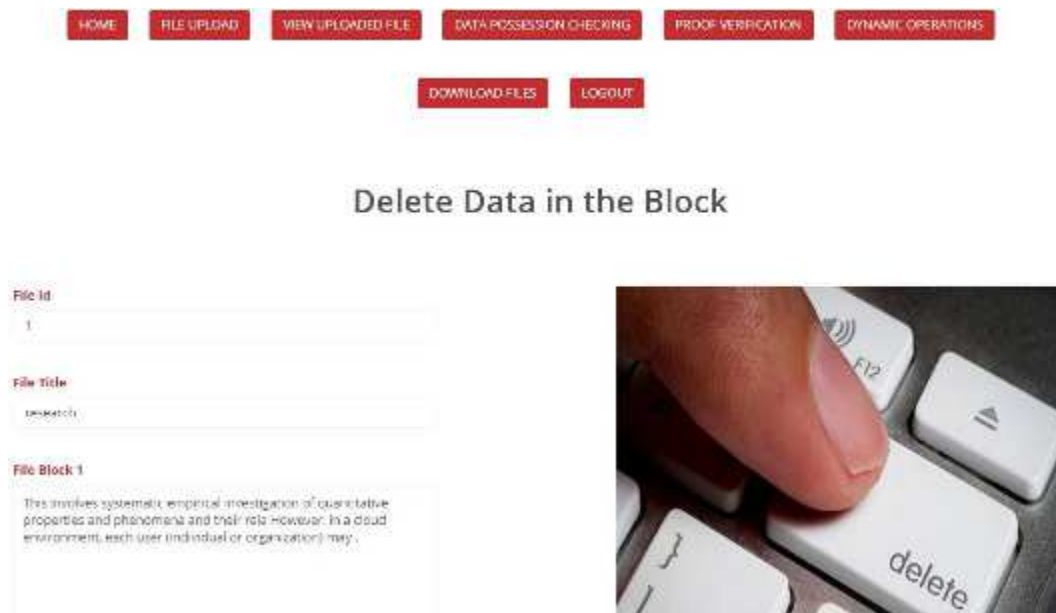 HOME FILE UPLOAD VIEW UPLOADED FILE DATA POSSESSION CHECKING PROOF VERIFICATION DYNAMIC OPERATIONS
DOWNLOAD FILES LOGOUT
Delete Data in the Block
File Id
1
File Title
research
File Block 1
This involves systematic empirical investigation of quantitative
properties and phenomena and their rela However, in a cloud
environment, each user (individual or organization) may .
F12
delete